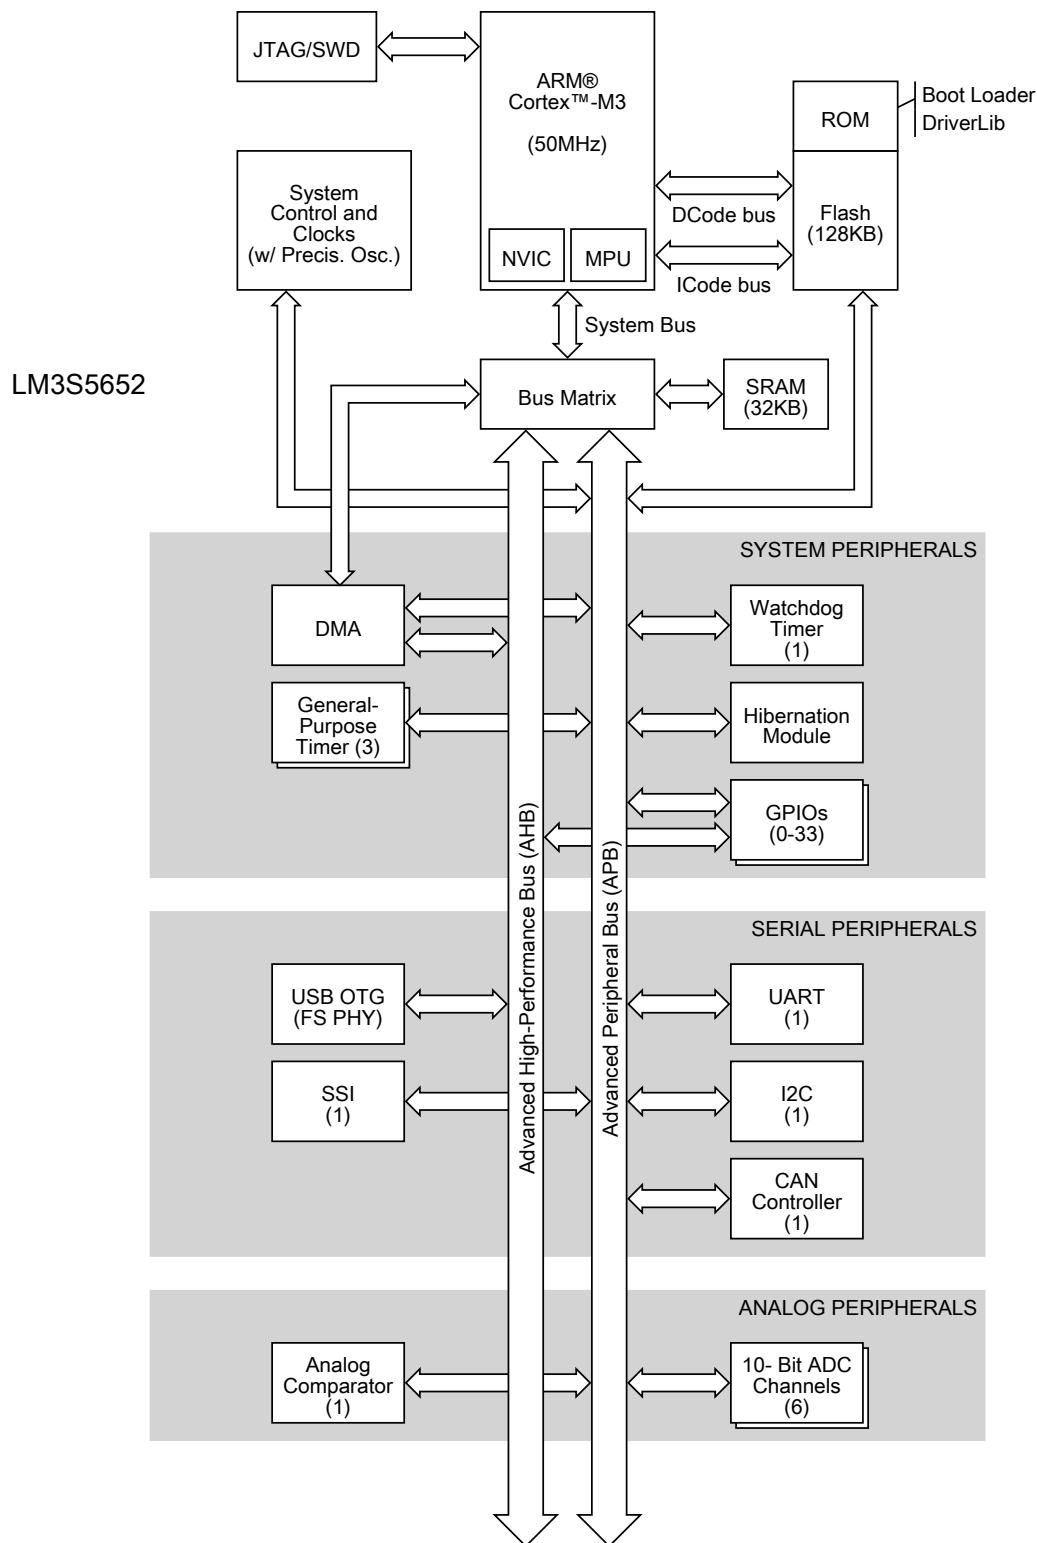 JTAG/SWD
ARM®
Cortex™-M3
(50MHz)
NVIC
MPU
ROM
Boot Loader
DriverLib
Flash
(128KB)
DCode bus
ICode bus
System
Control and
Clocks
(w/ Precis. Osc.)
System Bus
LM3S5652
Bus Matrix
SRAM
(32KB)
SYSTEM PERIPHERALS
DMA
Watchdog
Timer
(1)
General-
Purpose
Timer (3)
Hibernation
Module
GPIOs
(0-33)
Advanced High-Performance Bus (AHB)
Advanced Peripheral Bus (APB)
SERIAL PERIPHERALS
USB OTG
(FS PHY)
UART
(1)
SSI
(1)
I2C
(1)
CAN
Controller
(1)
ANALOG PERIPHERALS
Analog
Comparator
(1)
10- Bit ADC
Channels
(6)